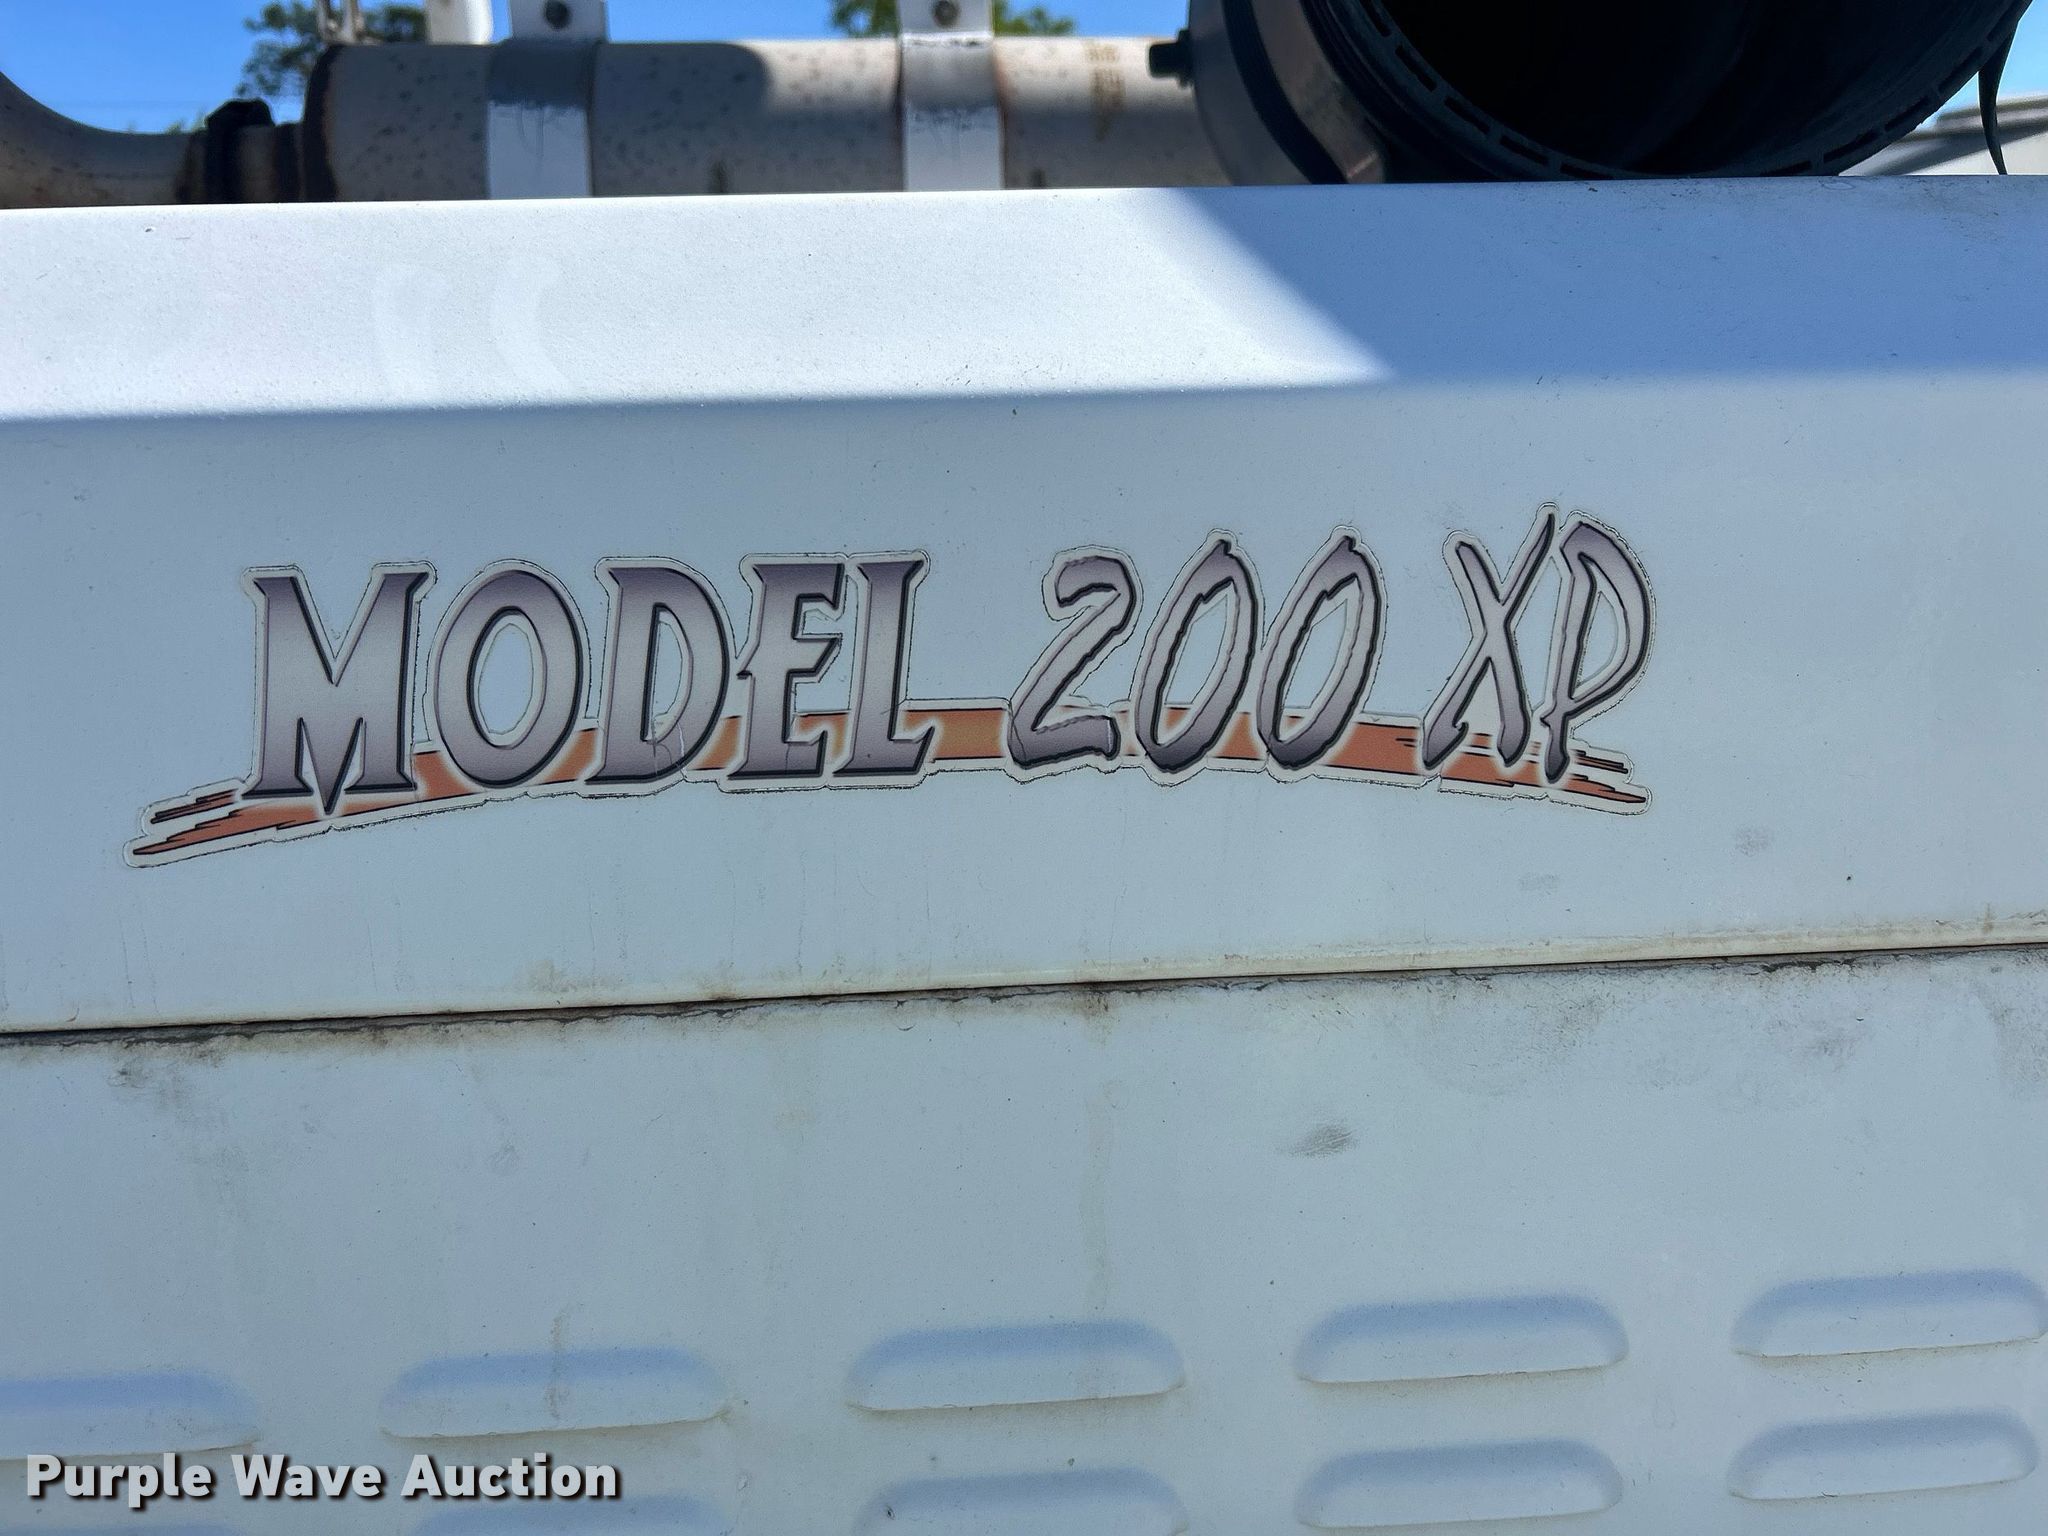 MODEL 200 XP
Purple Wave Auction